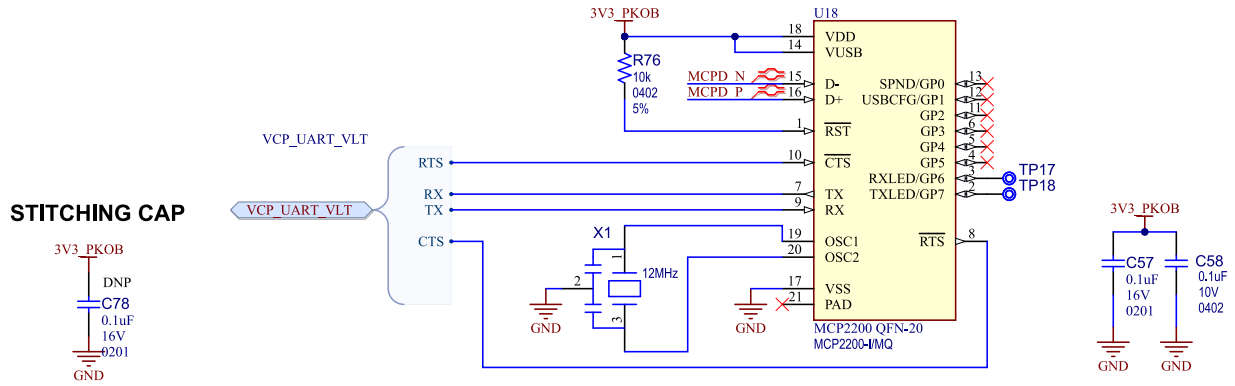 STITCHING CAP
3V3_PKOB
DNP
C78
0.1uF
16V
0201
GND
VCP_UART_VLT
VCP_UART_VLT
RTS
RX
TX
CTS
3V3_PKOB
R76
10k
0402
5%
MCPD_N
MCPD_P
X1
1
2
3
12MHz
GND
GND
U18
18 VDD
14 VUSB
15 D-
16 D+
1 RST
10 CTS
7 TX
9 RX
19 OSC1
20 OSC2
17 VSS
21 PAD
SPND/GP0 13
USBCFG/GP1 12
GP2 11
GP3 6
GP4 5
GP5 4
RXLED/GP6 3
TXLED/GP7 2
RTS 8
TP17
TP18
MCP2200 QFN-20
MCP2200-I/MQ
3V3_PKOB
C57
0.1uF
16V
0201
GND
C58
0.1uF
10V
0402
GND